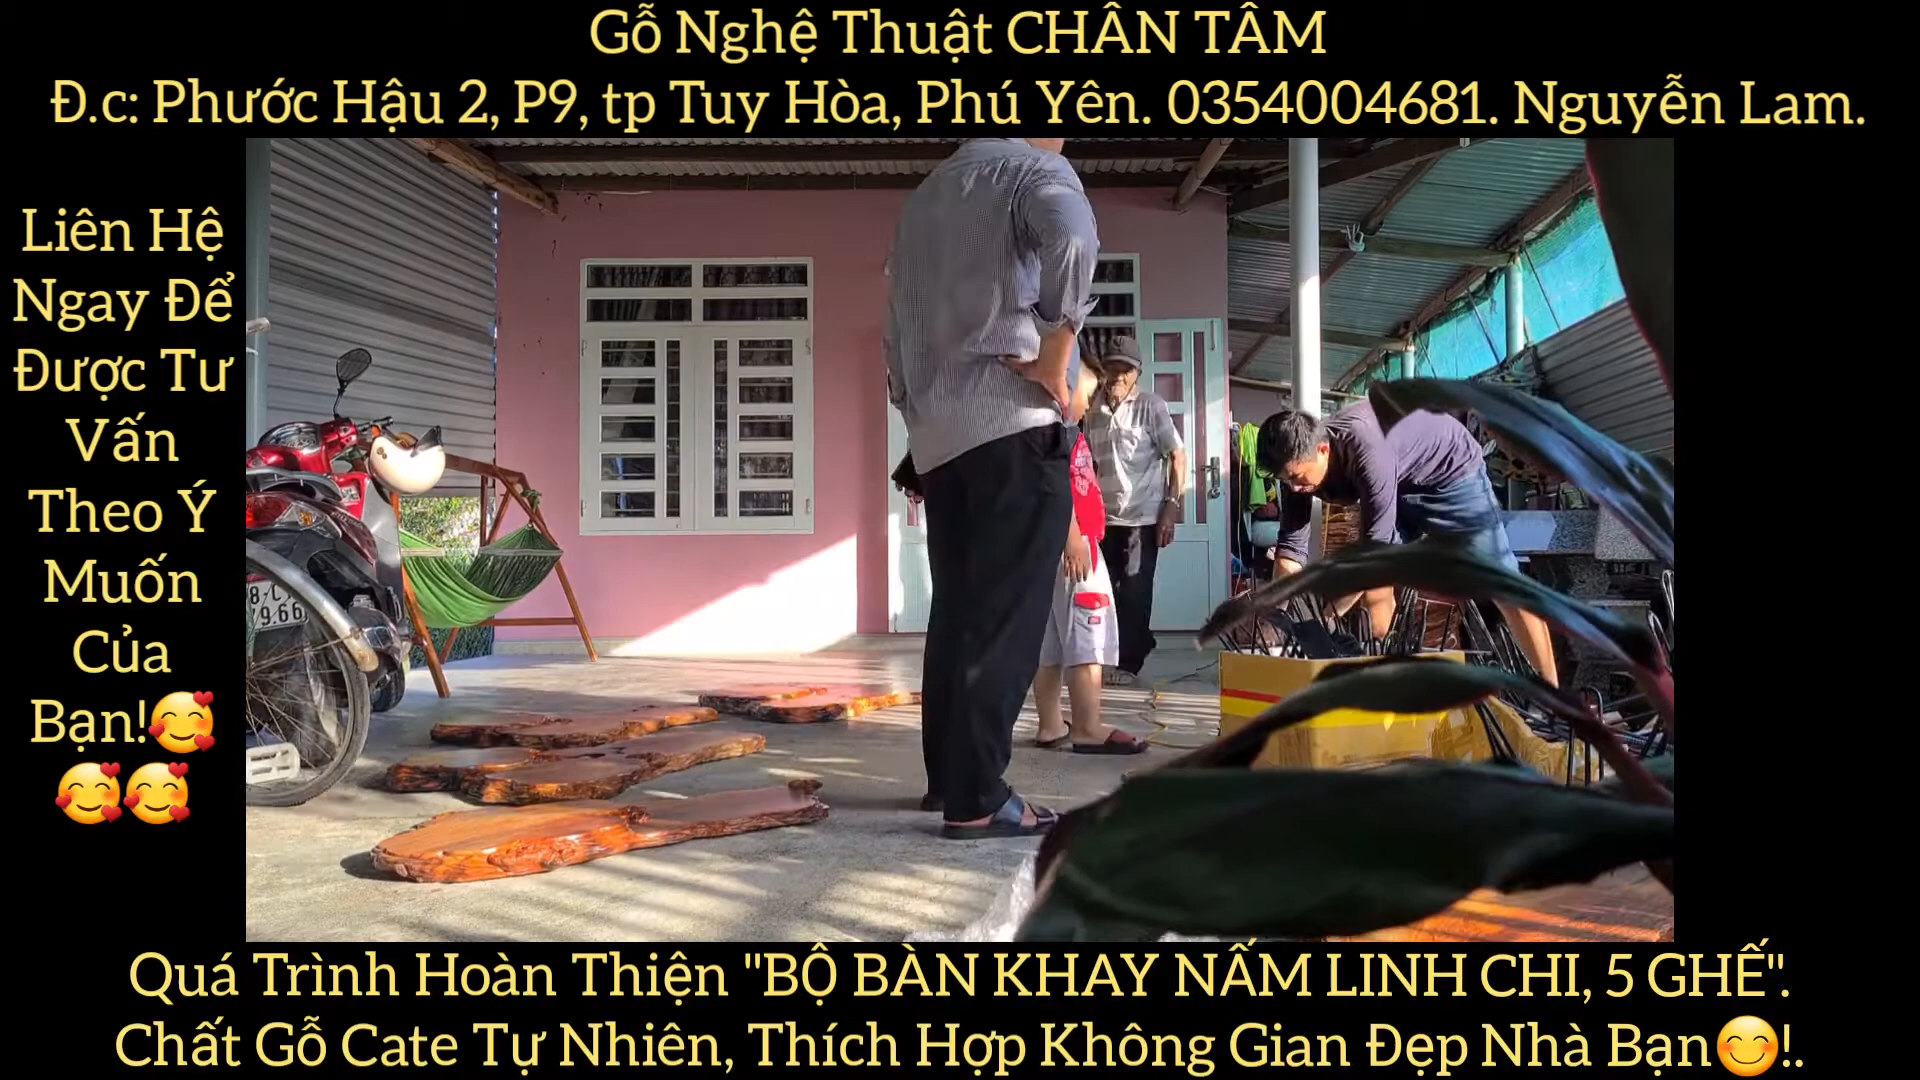 Gỗ Nghệ Thuật CHÂN TÂM
Đ.c: Phước Hậu 2, P9, tp Tuy Hòa, Phú Yên. 0354004681. Nguyễn Lam.
Liên Hệ
Ngay Để
Được Tư
Vấn
Theo Ý
Muốn
Của
Bạn!🥰
🥰🥰
Quá Trình Hoàn Thiện "BỘ BÀN KHAY NẤM LINH CHI, 5 GHẾ".
Chất Gỗ Cate Tự Nhiên, Thích Hợp Không Gian Đẹp Nhà Bạn😊!.